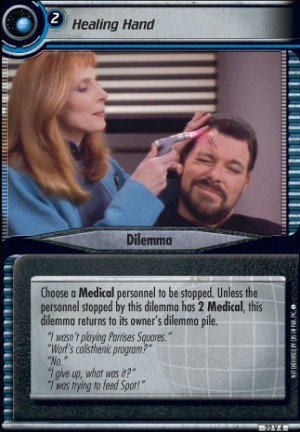 2
Healing Hand
Dilemma
Choose a Medical personnel to be stopped. Unless the
personnel stopped by this dilemma has 2 Medical, this
dilemma returns to its owner's dilemma pile.
"I wasn't playing Parrises Squares."
"Worf's calisthenic program?"
"No."
"I give up, what was it?"
"I was trying to feed Spot!"
22 V 4